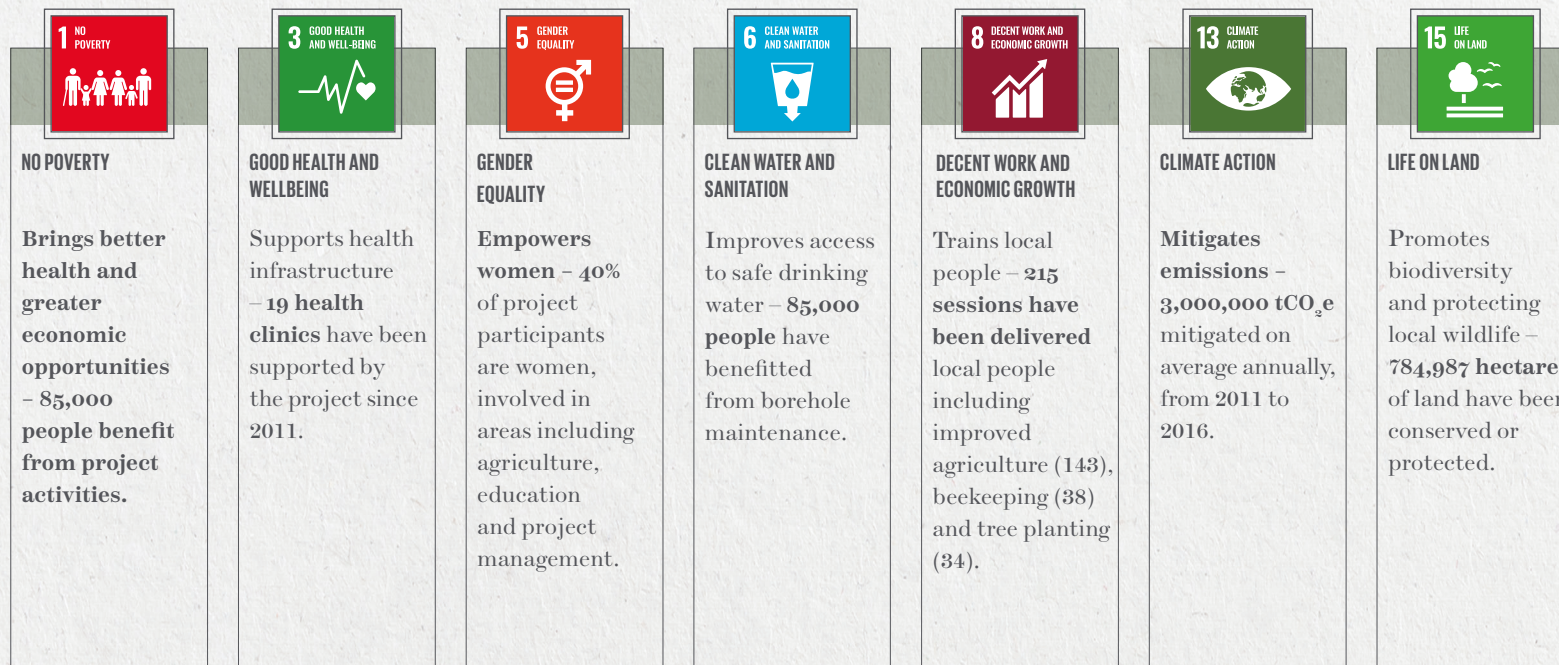 1 NO
POVERTY
NO POVERTY
Brings better
health and
greater
economic
opportunities
– 85,000
people benefit
from project
activities.
3 GOOD HEALTH
AND WELL-BEING
GOOD HEALTH AND
WELLBEING
Supports health
infrastructure
– 19 health
clinics have been
supported by
the project since
2011.
5 GENDER
EQUALITY
GENDER
EQUALITY
Empowers
women – 40%
of project
participants
are women,
involved in
areas including
agriculture,
education
and project
management.
6 CLEAN WATER
AND SANITATION
CLEAN WATER AND
SANITATION
Improves access
to safe drinking
water – 85,000
people have
benefitted
from borehole
maintenance.
8 DECENT WORK AND
ECONOMIC GROWTH
DECENT WORK AND
ECONOMIC GROWTH
Trains local
people – 215
sessions have
been delivered
local people
including
improved
agriculture (143),
beekeeping (38)
and tree planting
(34).
13 CLIMATE
ACTION
CLIMATE ACTION
Mitigates
emissions –
3,000,000 tCO₂e
mitigated on
average annually,
from 2011 to
2016.
15 LIFE
ON LAND
LIFE ON LAND
Promotes
biodiversity
and protecting
local wildlife –
784,987 hectare
of land have been
conserved or
protected.